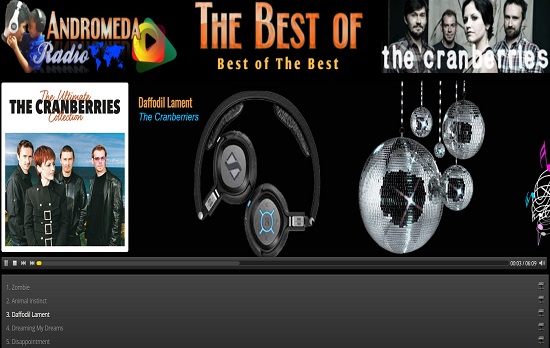 ANDROMEDA
Radio
THE BEST OF
Best of The Best
the cranberries
The Ultimate
THE CRANBERRIES
Collection
Daffodil Lament
The Cranberriers
00:03 / 06:09
1. Zombie
2. Animal Instinct
3. Daffodil Lament
4. Dreaming My Dreams
5. Disappointment